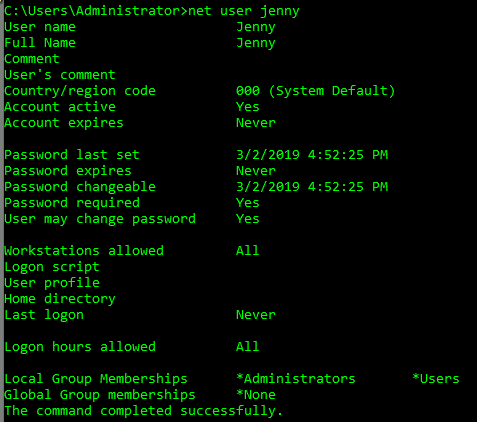 C:\Users\Administrator>net user jenny
User name Jenny
Full Name Jenny
Comment
User's comment
Country/region code 000 (System Default)
Account active Yes
Account expires Never
Password last set 3/2/2019 4:52:25 PM
Password expires Never
Password changeable 3/2/2019 4:52:25 PM
Password required Yes
User may change password Yes
Workstations allowed All
Logon script
User profile
Home directory
Last logon Never
Logon hours allowed All
Local Group Memberships *Administrators *Users
Global Group memberships *None
The command completed successfully.